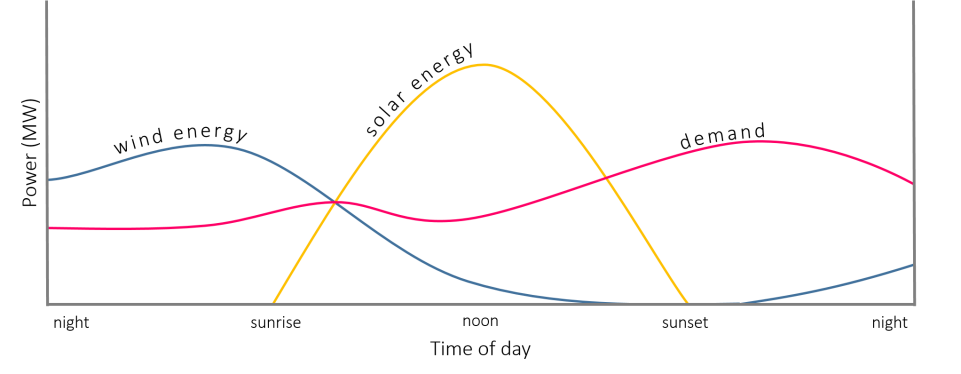 solar energy
wind energy
demand
Power (MW)
night
sunrise
noon
sunset
night
Time of day